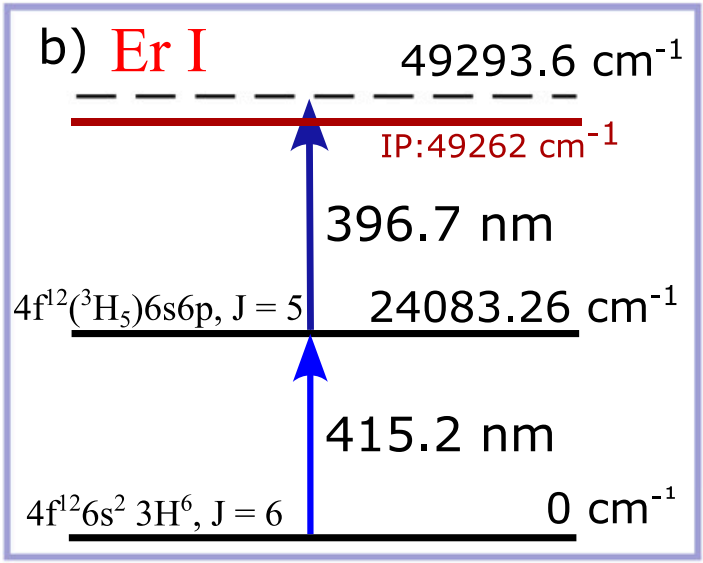 b) Er I
49293.6 cm⁻¹
IP:49262 cm⁻¹
396.7 nm
4f¹²(³H₅)6s6p, J = 5
24083.26 cm⁻¹
415.2 nm
4f¹²6s² 3H⁶, J = 6
0 cm⁻¹